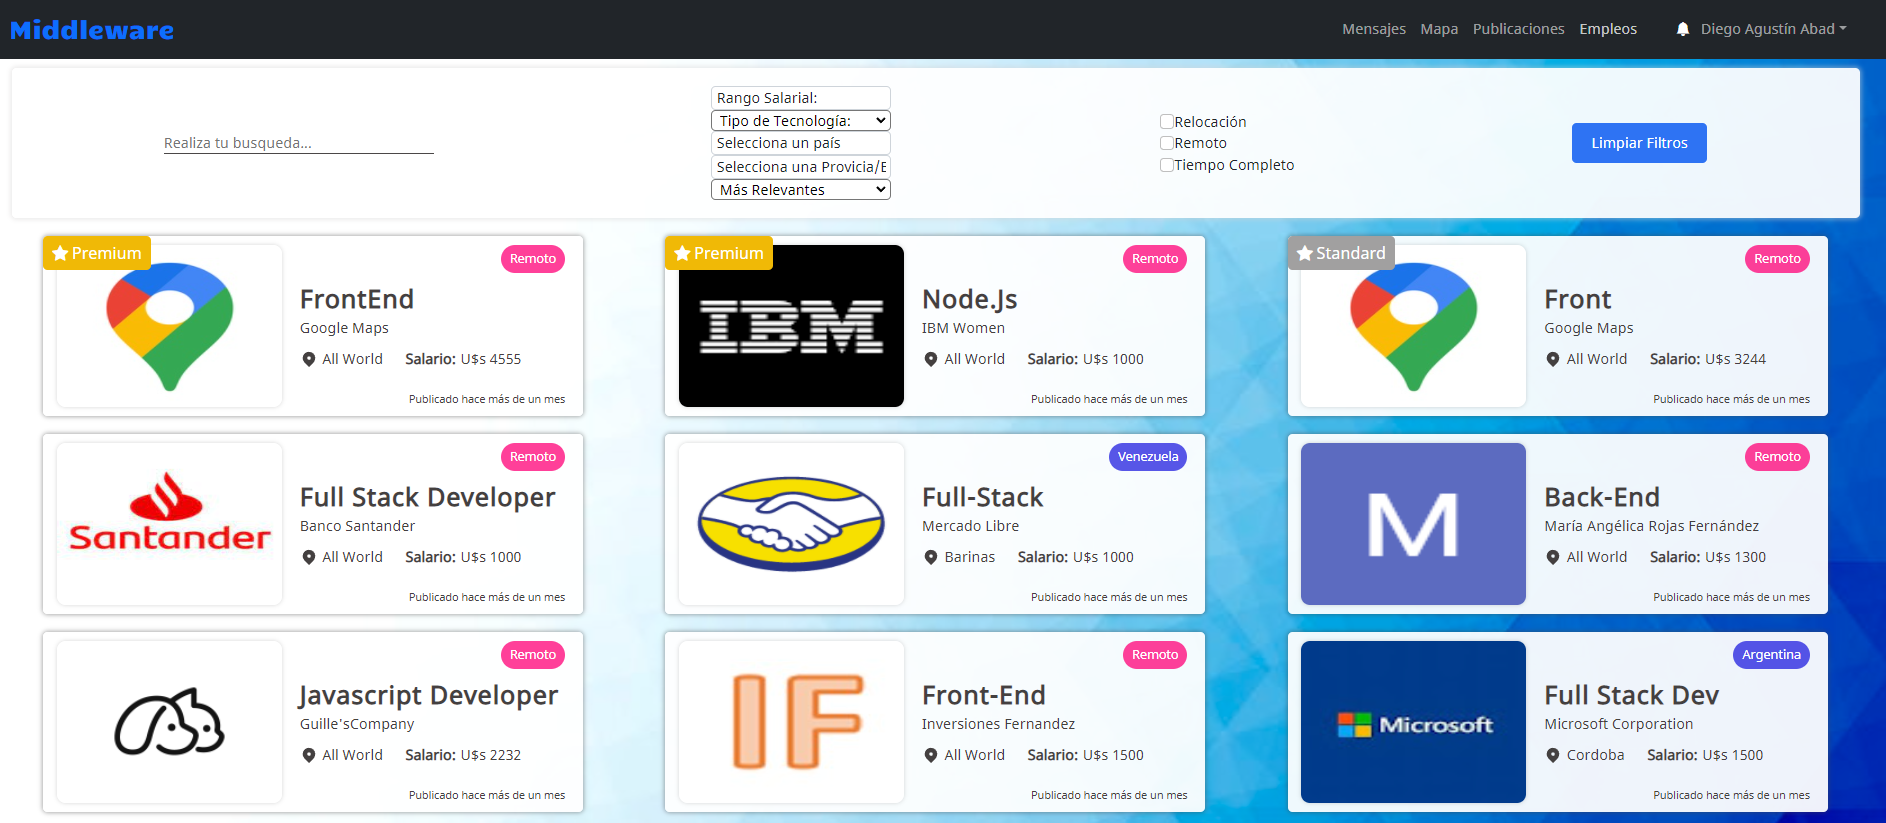 Middleware
Mensajes Mapa Publicaciones Empleos Diego Agustín Abad
Realiza tu busqueda...
Rango Salarial:
Tipo de Tecnología:
Selecciona un país
Selecciona una Provicia/E
Más Relevantes
Relocación
Remoto
Tiempo Completo
Limpiar Filtros
Premium
Remoto
FrontEnd
Google Maps
All World Salario: U$s 4555
Publicado hace más de un mes
Premium
IBM
Remoto
Node.Js
IBM Women
All World Salario: U$s 1000
Publicado hace más de un mes
Standard
Remoto
Front
Google Maps
All World Salario: U$s 3244
Publicado hace más de un mes
Santander
Remoto
Full Stack Developer
Banco Santander
All World Salario: U$s 1000
Publicado hace más de un mes
Venezuela
Full-Stack
Mercado Libre
Barinas Salario: U$s 1000
Publicado hace más de un mes
M
Remoto
Back-End
María Angélica Rojas Fernández
All World Salario: U$s 1300
Publicado hace más de un mes
Remoto
Javascript Developer
Guille'sCompany
All World Salario: U$s 2232
Publicado hace más de un mes
IF
Remoto
Front-End
Inversiones Fernandez
All World Salario: U$s 1500
Publicado hace más de un mes
Microsoft
Argentina
Full Stack Dev
Microsoft Corporation
Cordoba Salario: U$s 1500
Publicado hace más de un mes